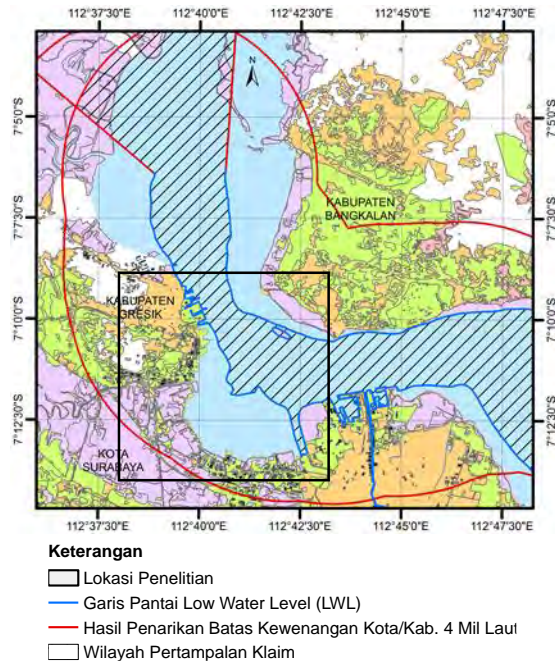 112°37'30"E 112°40'0"E 112°42'30"E 112°45'0"E 112°47'30"E
N
7°5'0"S 7°5'0"S
KABUPATEN
BANGKALAN
7°7'30"S 7°7'30"S
KABUPATEN
GRESIK
7°10'0"S 7°10'0"S
7°12'30"S 7°12'30"S
KOTA
SURABAYA
112°37'30"E 112°40'0"E 112°42'30"E 112°45'0"E 112°47'30"E
Keterangan
Lokasi Penelitian
Garis Pantai Low Water Level (LWL)
Hasil Penarikan Batas Kewenangan Kota/Kab. 4 Mil Laut
Wilayah Pertampalan Klaim